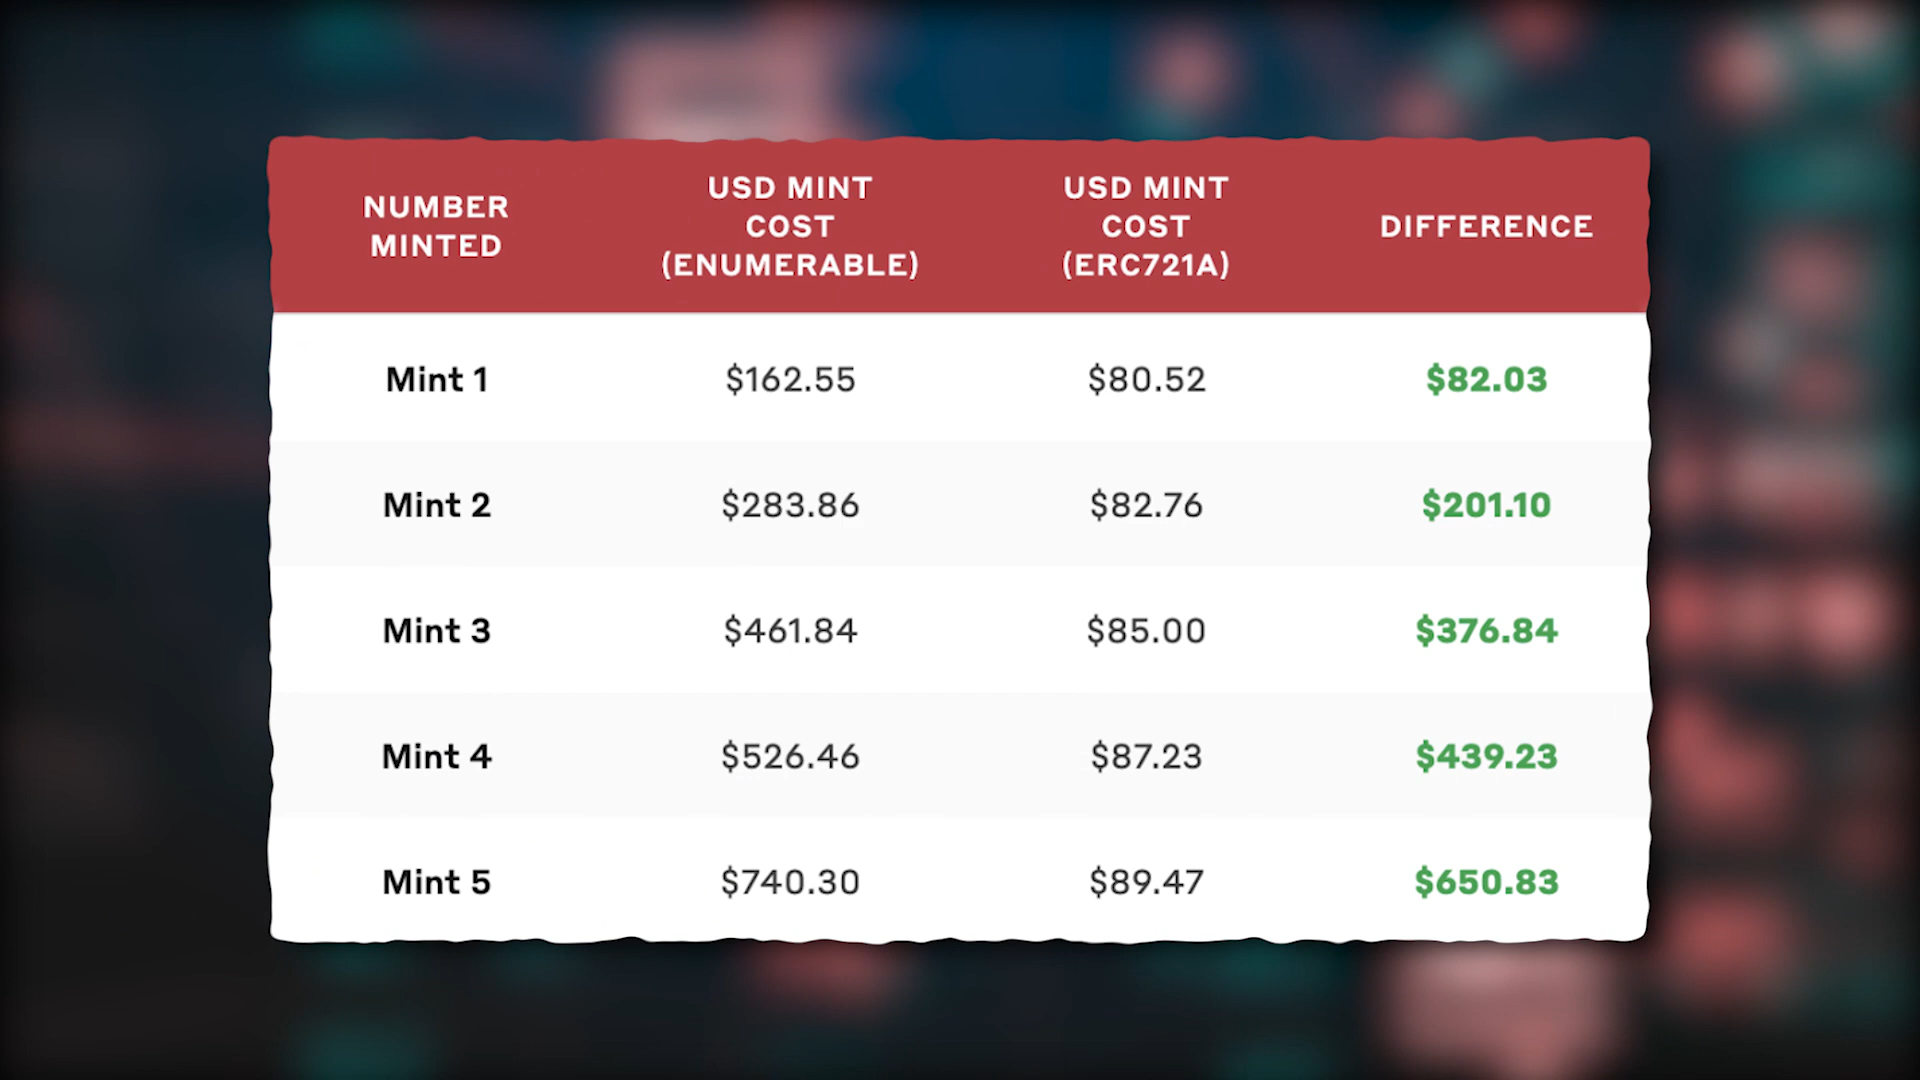 NUMBER
MINTED
USD MINT
COST
(ENUMERABLE)
USD MINT
COST
(ERC721A)
DIFFERENCE
Mint 1 $162.55 $80.52 $82.03
Mint 2 $283.86 $82.76 $201.10
Mint 3 $461.84 $85.00 $376.84
Mint 4 $526.46 $87.23 $439.23
Mint 5 $740.30 $89.47 $650.83